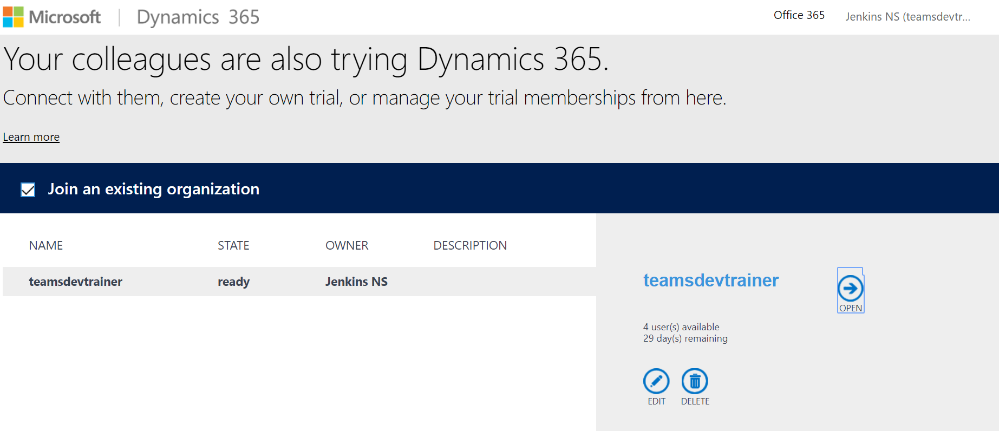 Microsoft | Dynamics 365
Office 365
Jenkins NS (teamsdevtr...
Your colleagues are also trying Dynamics 365.
Connect with them, create your own trial, or manage your trial memberships from here.
Learn more
Join an existing organization
NAME STATE OWNER DESCRIPTION
teamsdevtrainer ready Jenkins NS
teamsdevtrainer
OPEN
4 user(s) available
29 day(s) remaining
EDIT DELETE